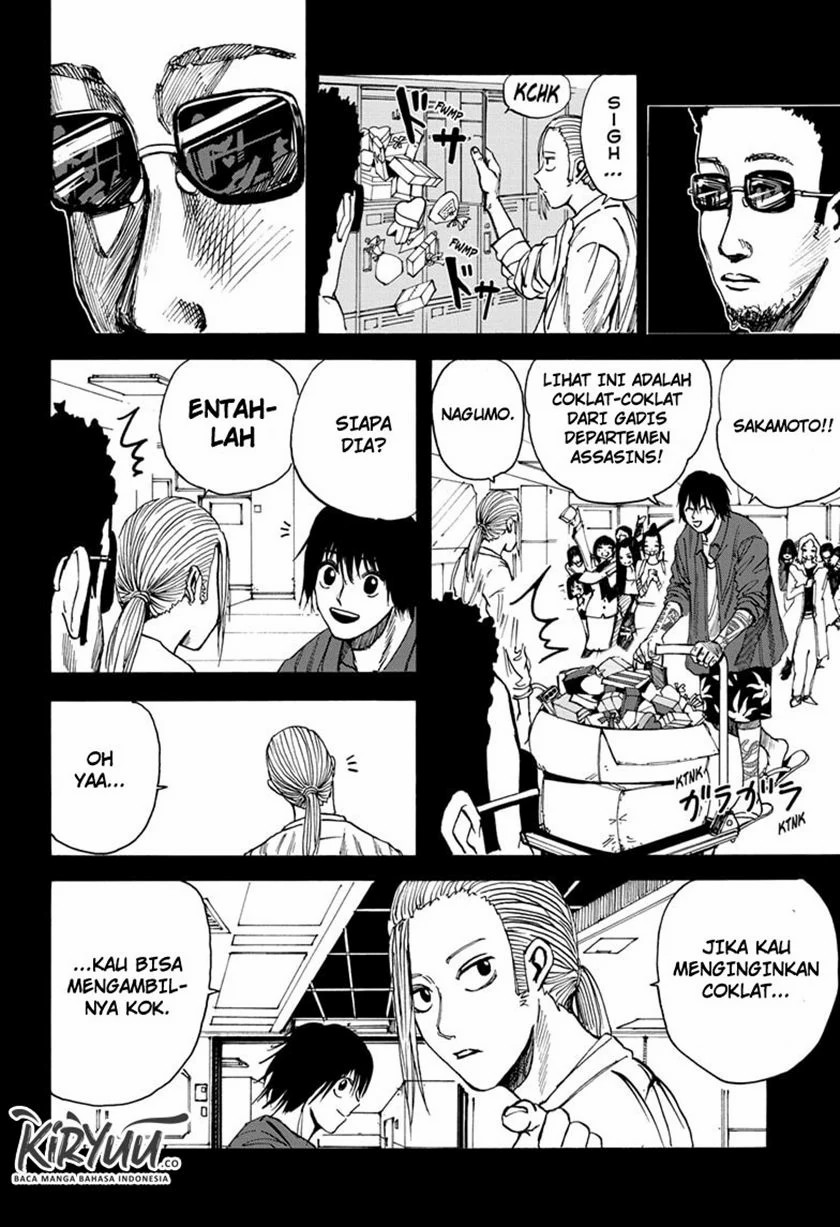 SIGH...
KCHK
FWMP
ドサ
FWMP
ドサ
SAKAMOTO!!
LIHAT INI ADALAH
COKLAT-COKLAT
DARI GADIS
DEPARTEMEN
ASSASINS!
NAGUMO.
KTNK
ガラガラ
KTNK
SIAPA
DIA?
ENTAH-
LAH
OH
YAA...
JIKA KAU
MENGINGINKAN
COKLAT...
...KAU BISA
MENGAMBIL-
NYA KOK.
KIRYUU.CO
BACA MANGA BAHASA INDONESIA